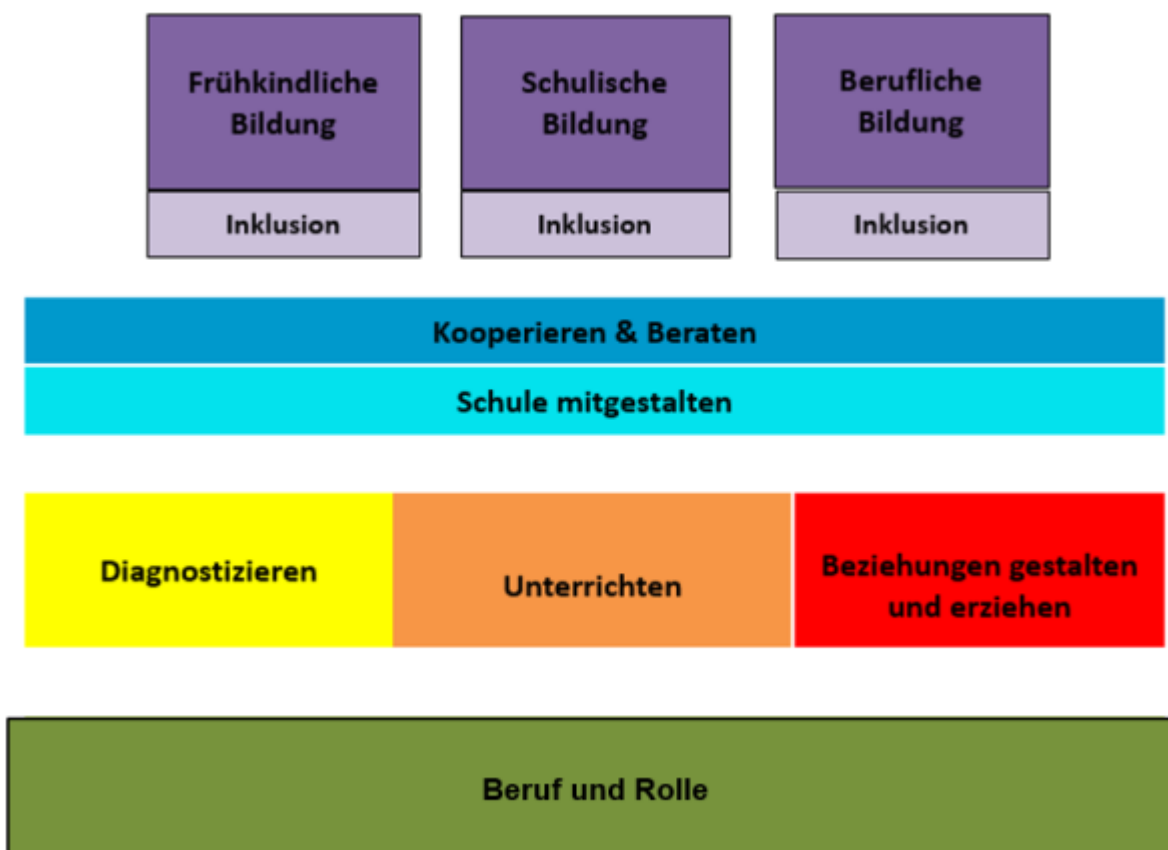 Frühkindliche
Bildung
Schulische
Bildung
Berufliche
Bildung
Inklusion
Inklusion
Inklusion
Kooperieren & Beraten
Schule mitgestalten
Diagnostizieren
Unterrichten
Beziehungen gestalten
und erziehen
Beruf und Rolle